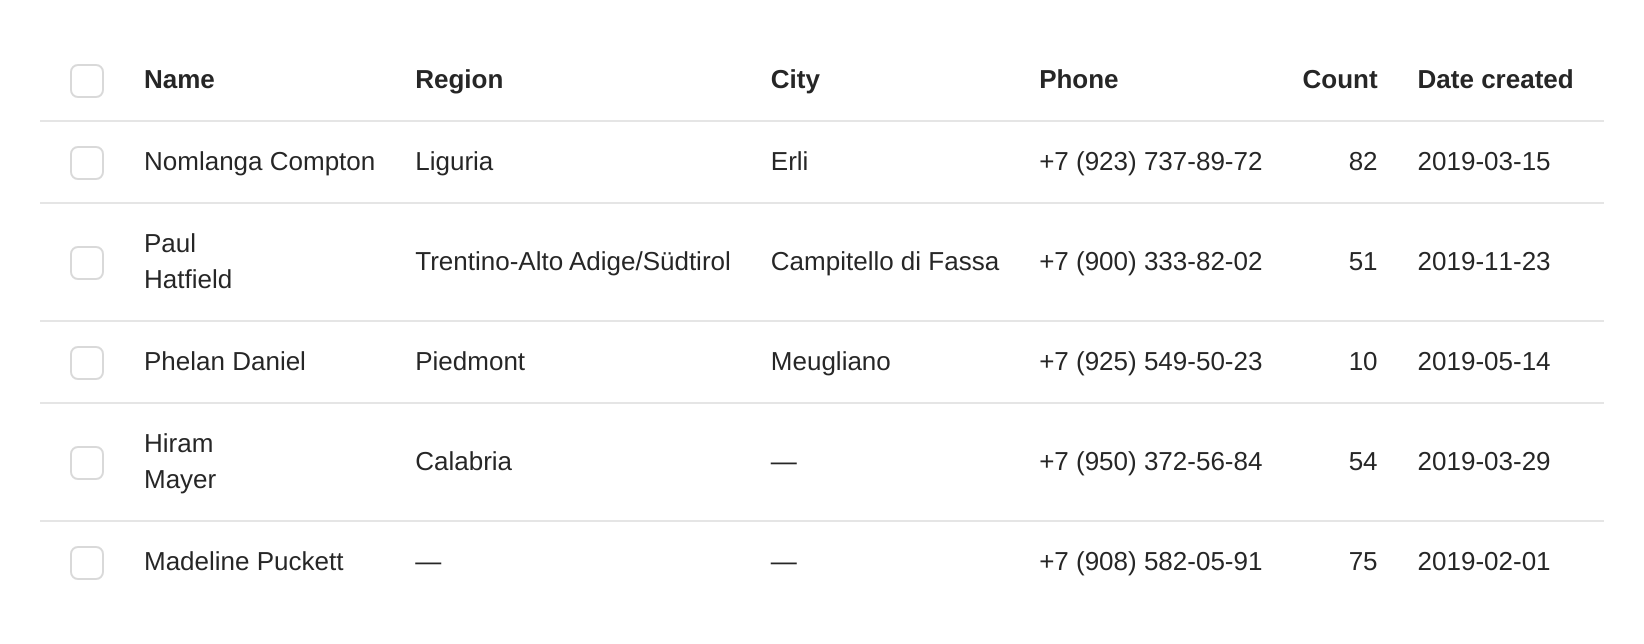 Name Region City Phone Count Date created
Nomlanga Compton Liguria Erli +7 (923) 737-89-72 82 2019-03-15
Paul
Hatfield Trentino-Alto Adige/Südtirol Campitello di Fassa +7 (900) 333-82-02 51 2019-11-23
Phelan Daniel Piedmont Meugliano +7 (925) 549-50-23 10 2019-05-14
Hiram
Mayer Calabria — +7 (950) 372-56-84 54 2019-03-29
Madeline Puckett — — +7 (908) 582-05-91 75 2019-02-01